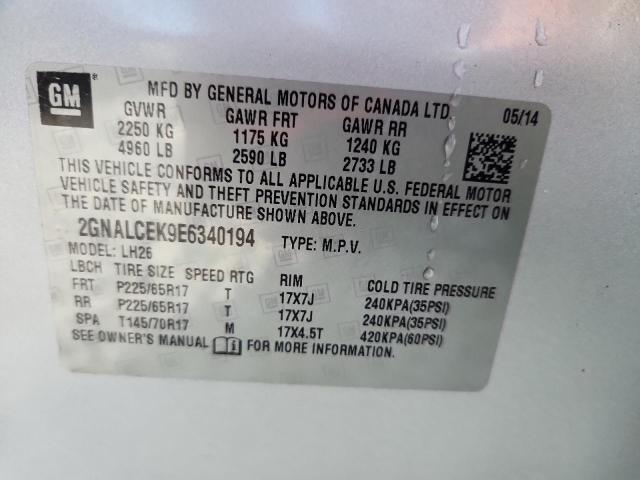 GM
MFD BY GENERAL MOTORS OF CANADA LTD 05/14
GVWR GAWR FRT GAWR RR
2250 KG 1175 KG 1240 KG
4960 LB 2590 LB 2733 LB
THIS VEHICLE CONFORMS TO ALL APPLICABLE U.S. FEDERAL MOTOR
VEHICLE SAFETY AND THEFT PREVENTION STANDARDS IN EFFECT ON
THE DATE OF MANUFACTURE SHOWN ABOVE.
2GNALCEK9E6340194 TYPE: M.P.V.
MODEL: LH26
LBCH TIRE SIZE SPEED RTG RIM COLD TIRE PRESSURE
FRT P225/65R17 T 17X7J 240KPA(35PSI)
RR P225/65R17 T 17X7J 240KPA(35PSI)
SPA T145/70R17 M 17X4.5T 420KPA(60PSI)
SEE OWNERS MANUAL FOR MORE INFORMATION.